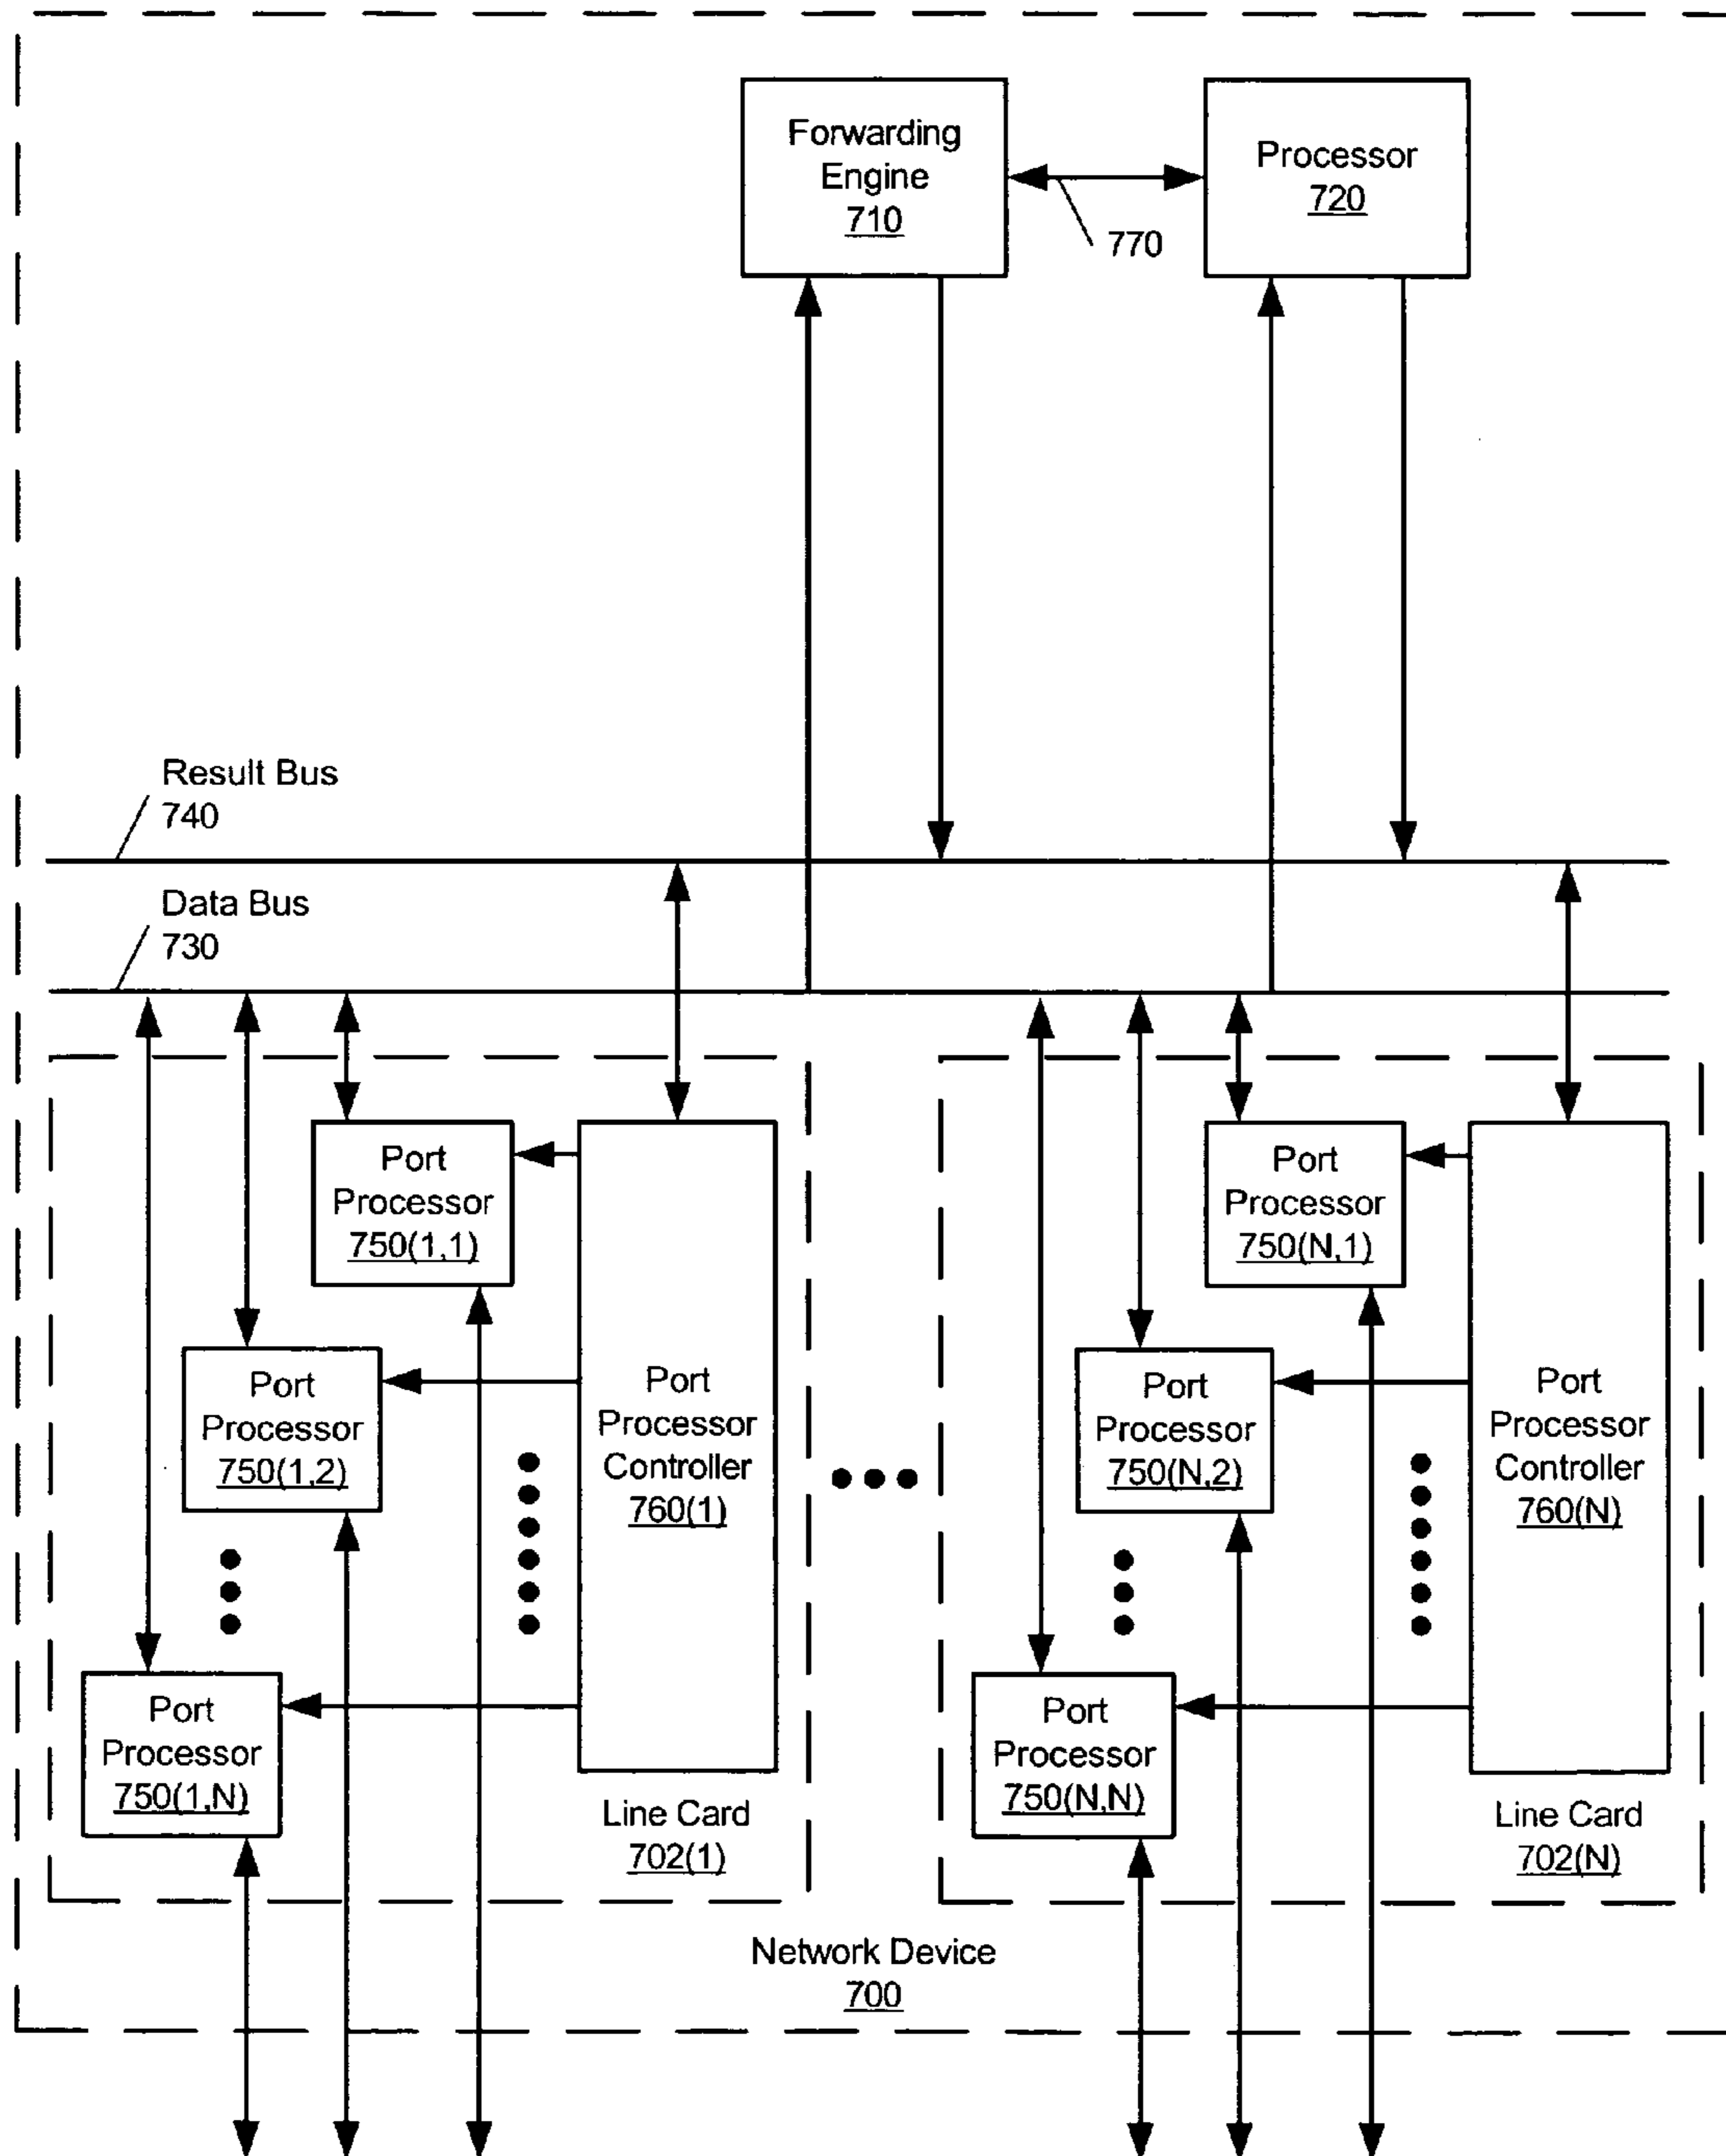 Forwarding
Engine
710
Processor
720
770
Result Bus
740
Data Bus
730
Port
Processor
750(1,1)
Port
Processor
750(1,2)
Port
Processor
750(1,N)
Port
Processor
Controller
760(1)
Line Card
702(1)
Port
Processor
750(N,1)
Port
Processor
750(N,2)
Port
Processor
750(N,N)
Port
Processor
Controller
760(N)
Line Card
702(N)
Network Device
700